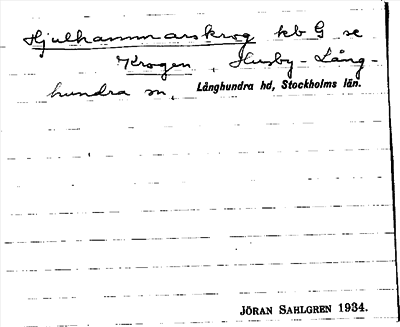 Hjulhammarskrog kb G se
Krogen, Husby-Lång-
hundra sn,
Långhundra hd, Stockholms län.
JÖRAN SAHLGREN 1934.